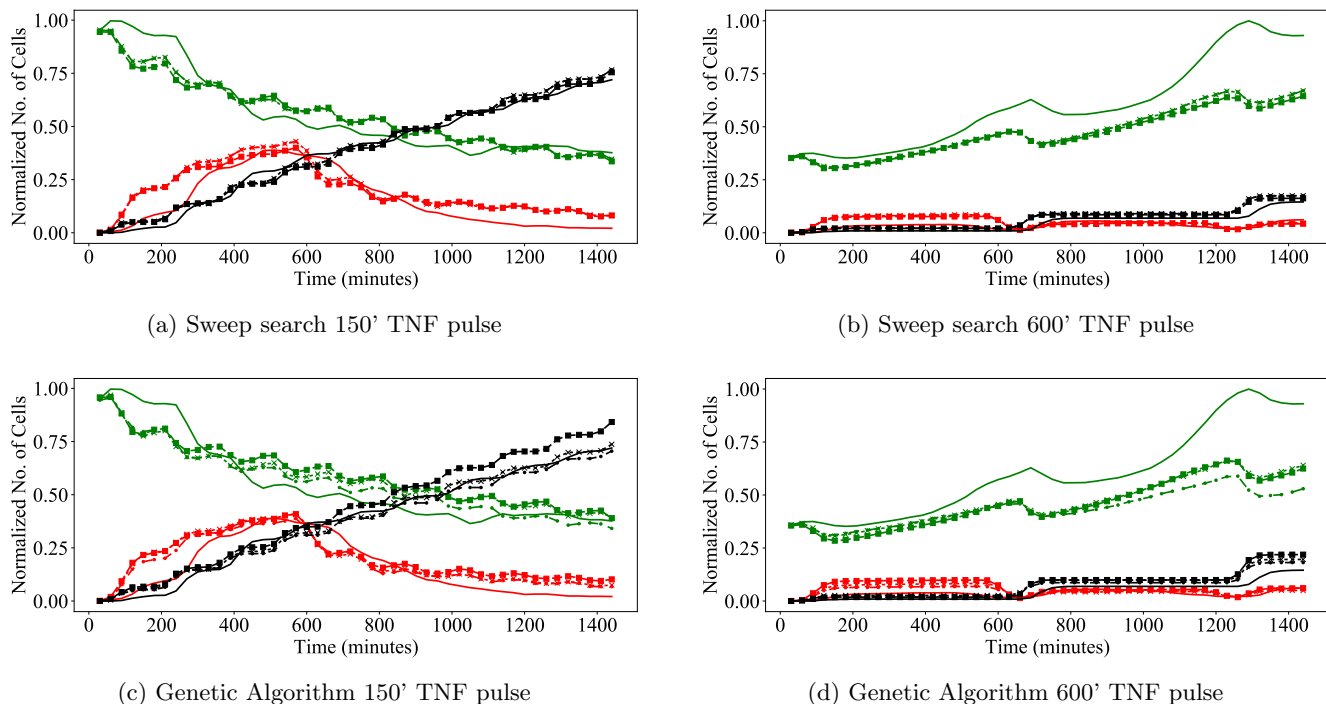 1.00
0.75
0.50
0.25
0.00
Normalized No. of Cells
0 200 400 600 800 1000 1200 1400
Time (minutes)
(a) Sweep search 150' TNF pulse
1.00
0.75
0.50
0.25
0.00
Normalized No. of Cells
0 200 400 600 800 1000 1200 1400
Time (minutes)
(b) Sweep search 600' TNF pulse
1.00
0.75
0.50
0.25
0.00
Normalized No. of Cells
0 200 400 600 800 1000 1200 1400
Time (minutes)
(c) Genetic Algorithm 150' TNF pulse
1.00
0.75
0.50
0.25
0.00
Normalized No. of Cells
0 200 400 600 800 1000 1200 1400
Time (minutes)
(d) Genetic Algorithm 600' TNF pulse